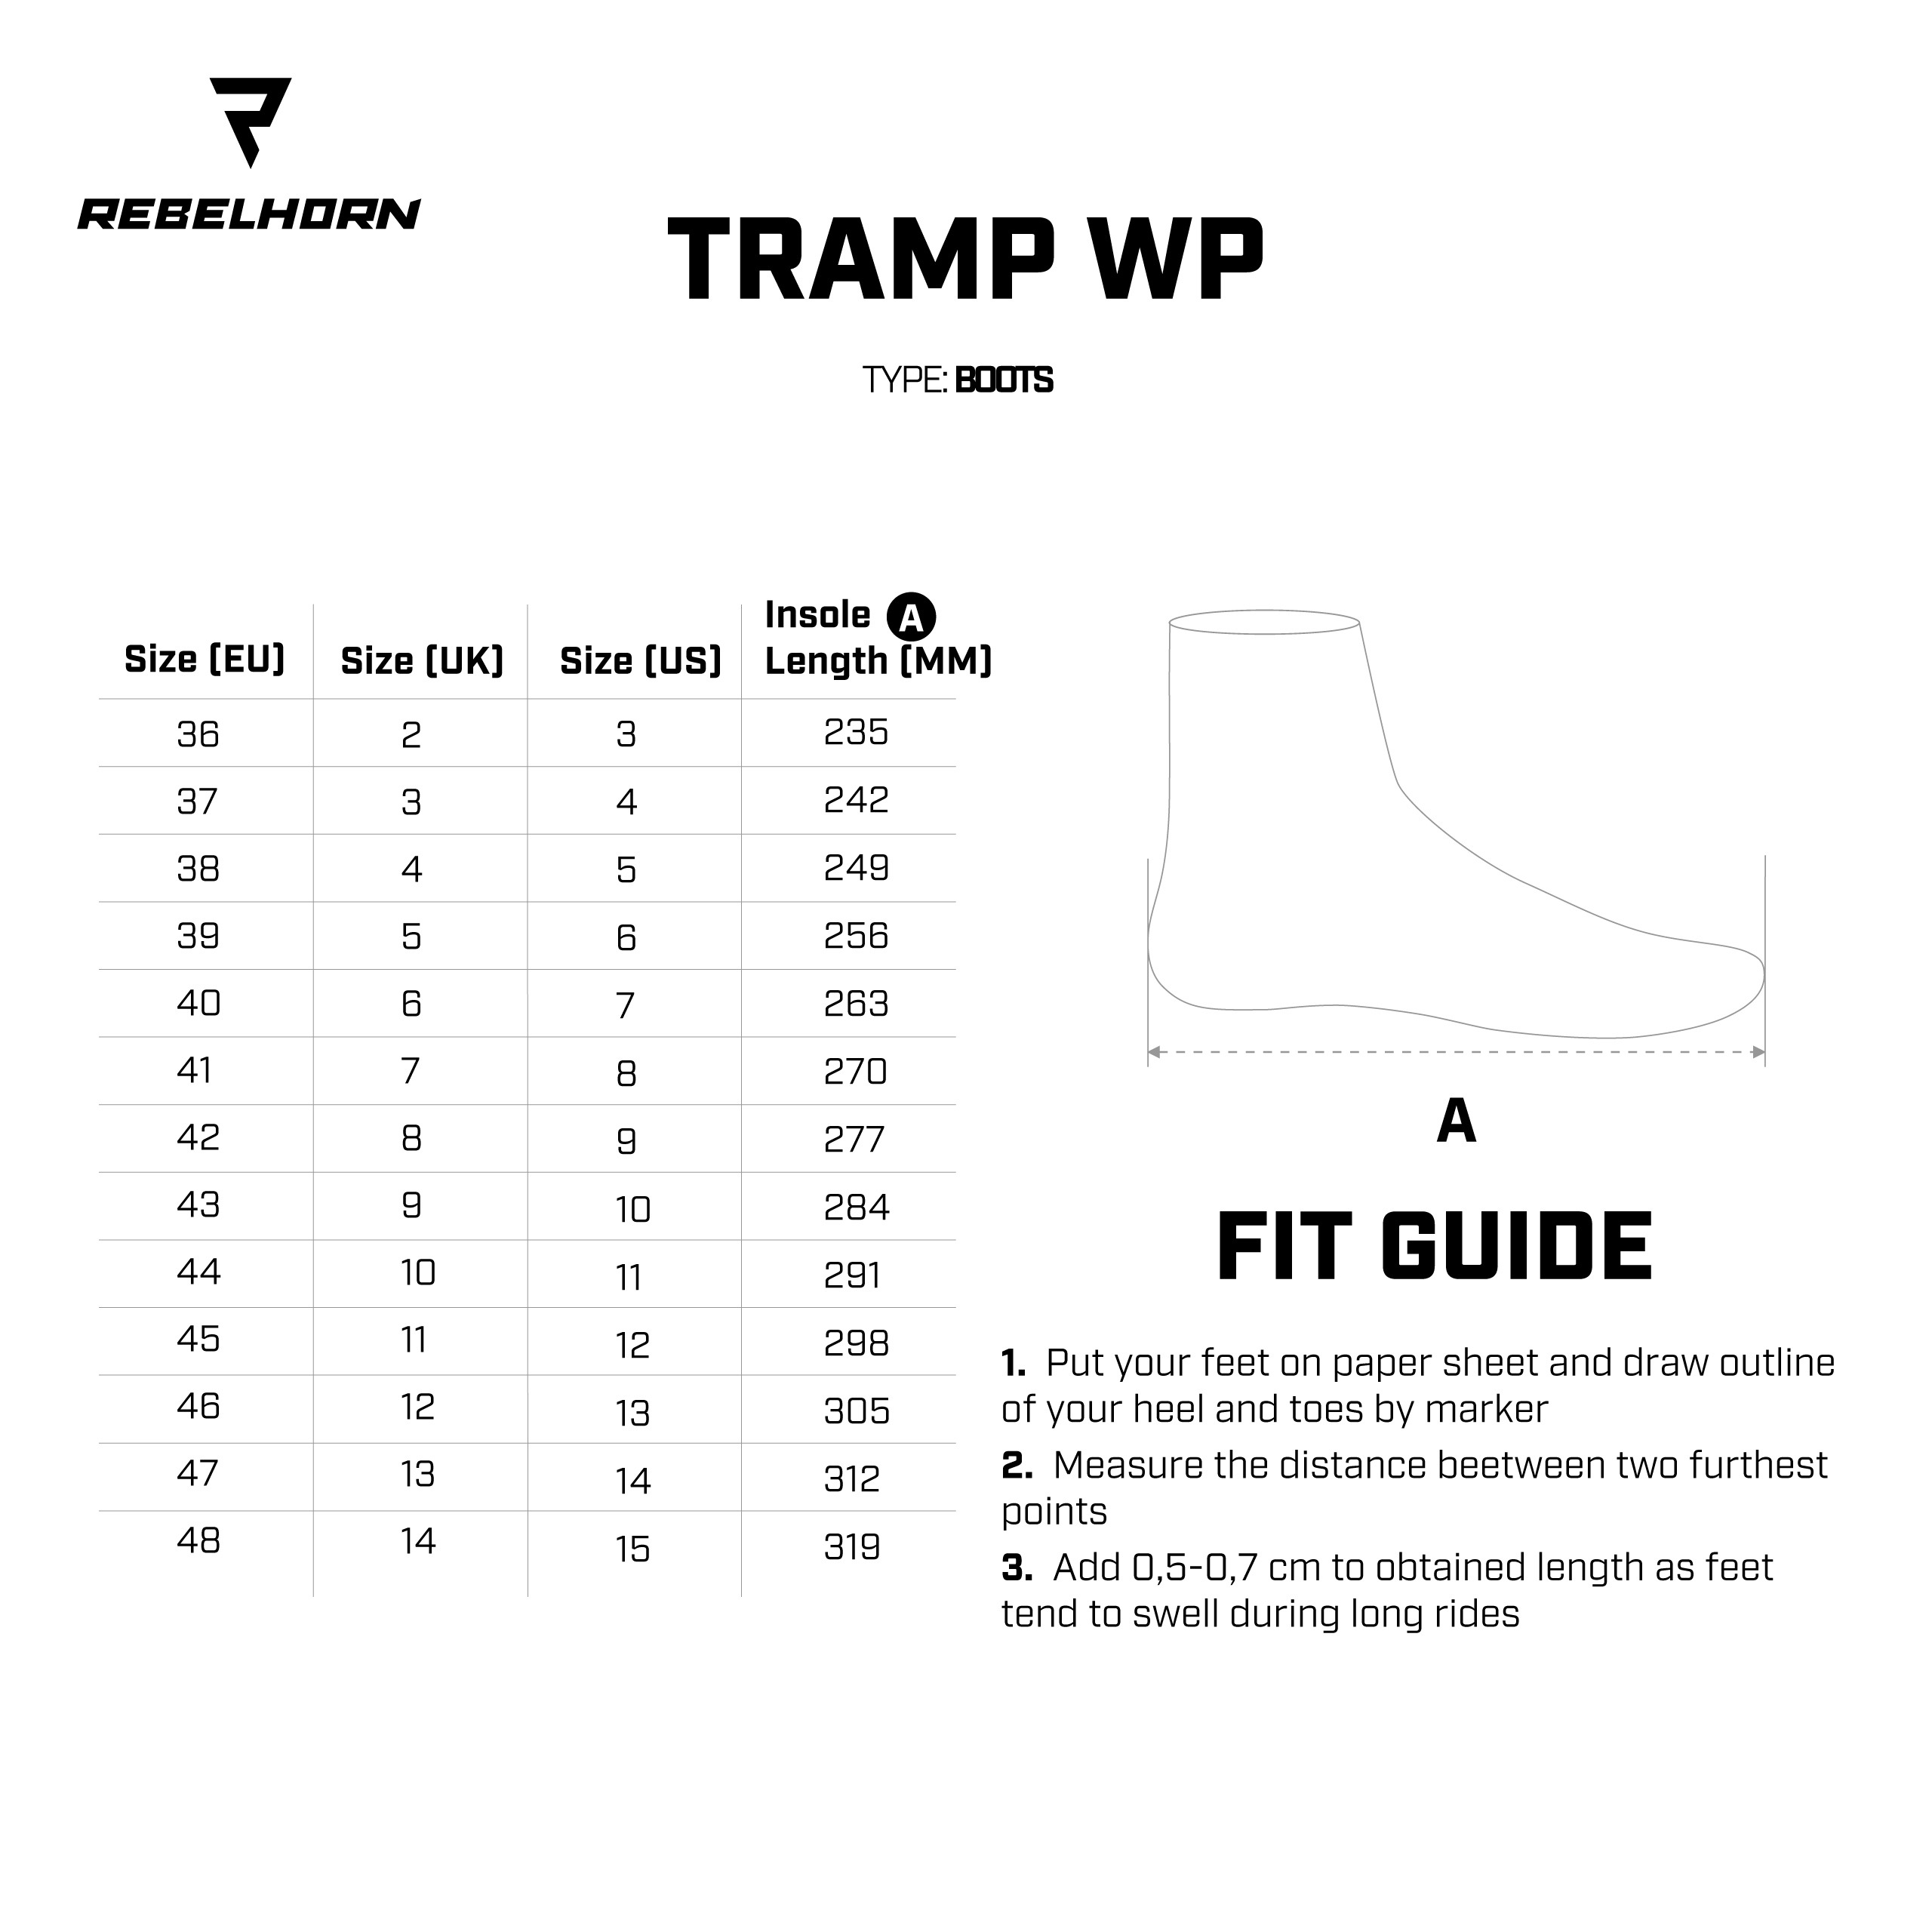 REBELHORN
TRAMP WP
TYPE: BOOTS
Size (EU) Size (UK) Size (US) Insole A Length (MM)
36 2 3 235
37 3 4 242
38 4 5 249
39 5 6 256
40 6 7 263
41 7 8 270
42 8 9 277
43 9 10 284
44 10 11 291
45 11 12 298
46 12 13 305
47 13 14 312
48 14 15 319
A
FIT GUIDE
1. Put your feet on paper sheet and draw outline
of your heel and toes by marker
2. Measure the distance beetween two furthest
points
3. Add 0,5-0,7 cm to obtained length as feet
tend to swell during long rides